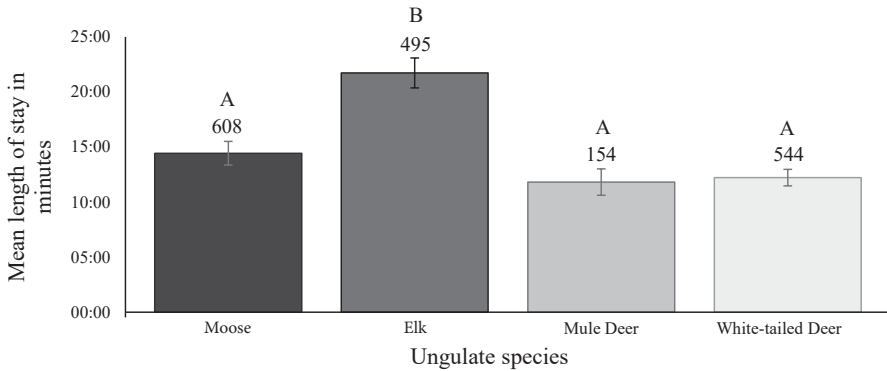 Mean length of stay in
minutes
25:00
20:00
15:00
10:00
05:00
00:00
A
608
B
495
A
154
A
544
Moose
Elk
Mule Deer
White-tailed Deer
Ungulate species